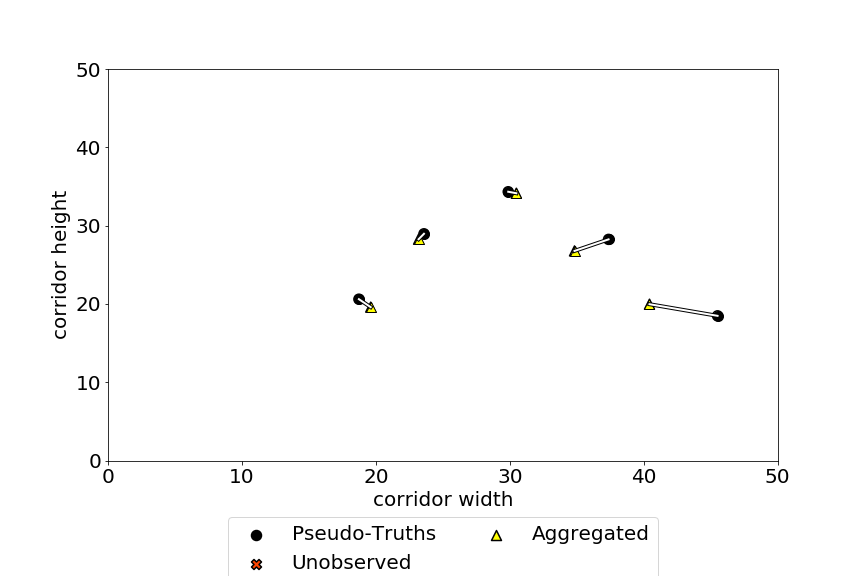 50
40
30
20
10
0
corridor height
0 10 20 30 40 50
corridor width
Pseudo-Truths Aggregated
Unobserved